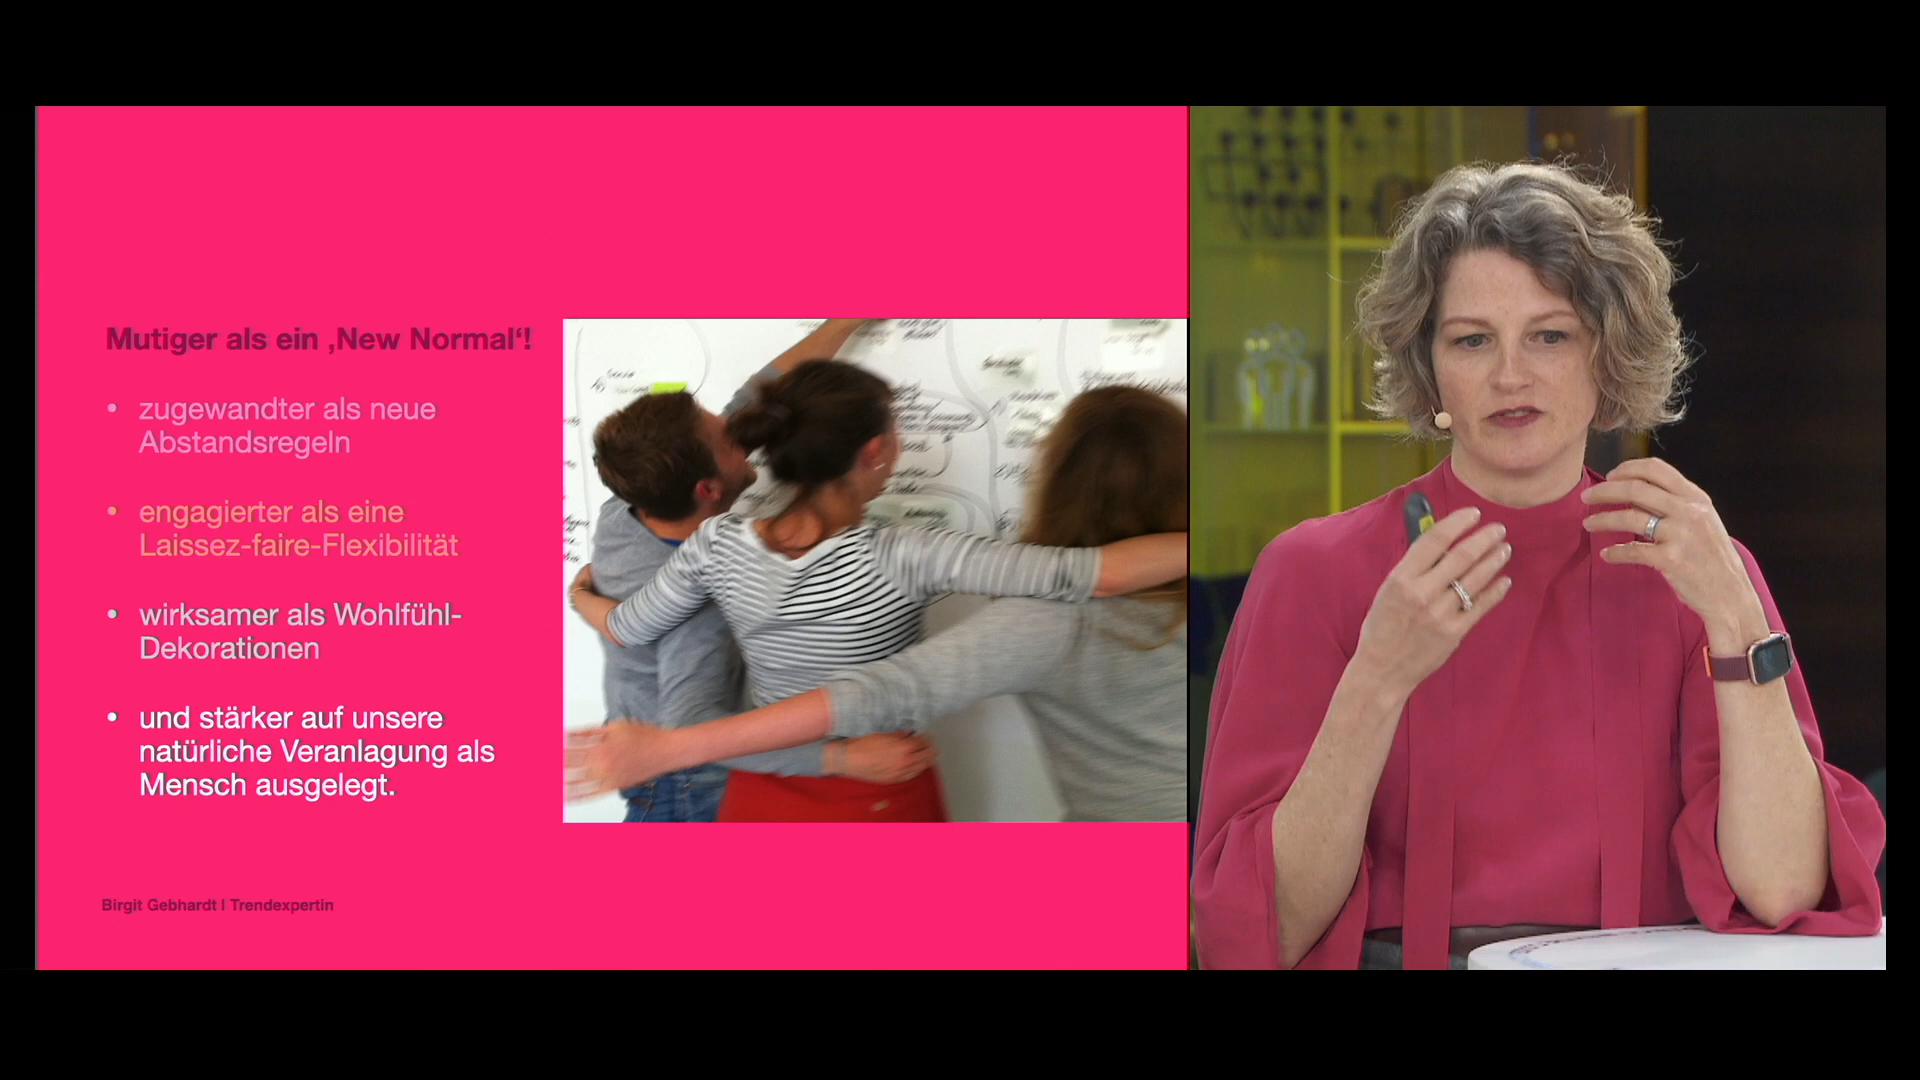 Mutiger als ein ‚New Normal‘!
• zugewandter als neue
Abstandsregeln
• engagierter als eine
Laissez-faire-Flexibilität
• wirksamer als Wohlfühl-
Dekorationen
• und stärker auf unsere
natürliche Veranlagung als
Mensch ausgelegt.
Birgit Gebhardt I Trendexpertin